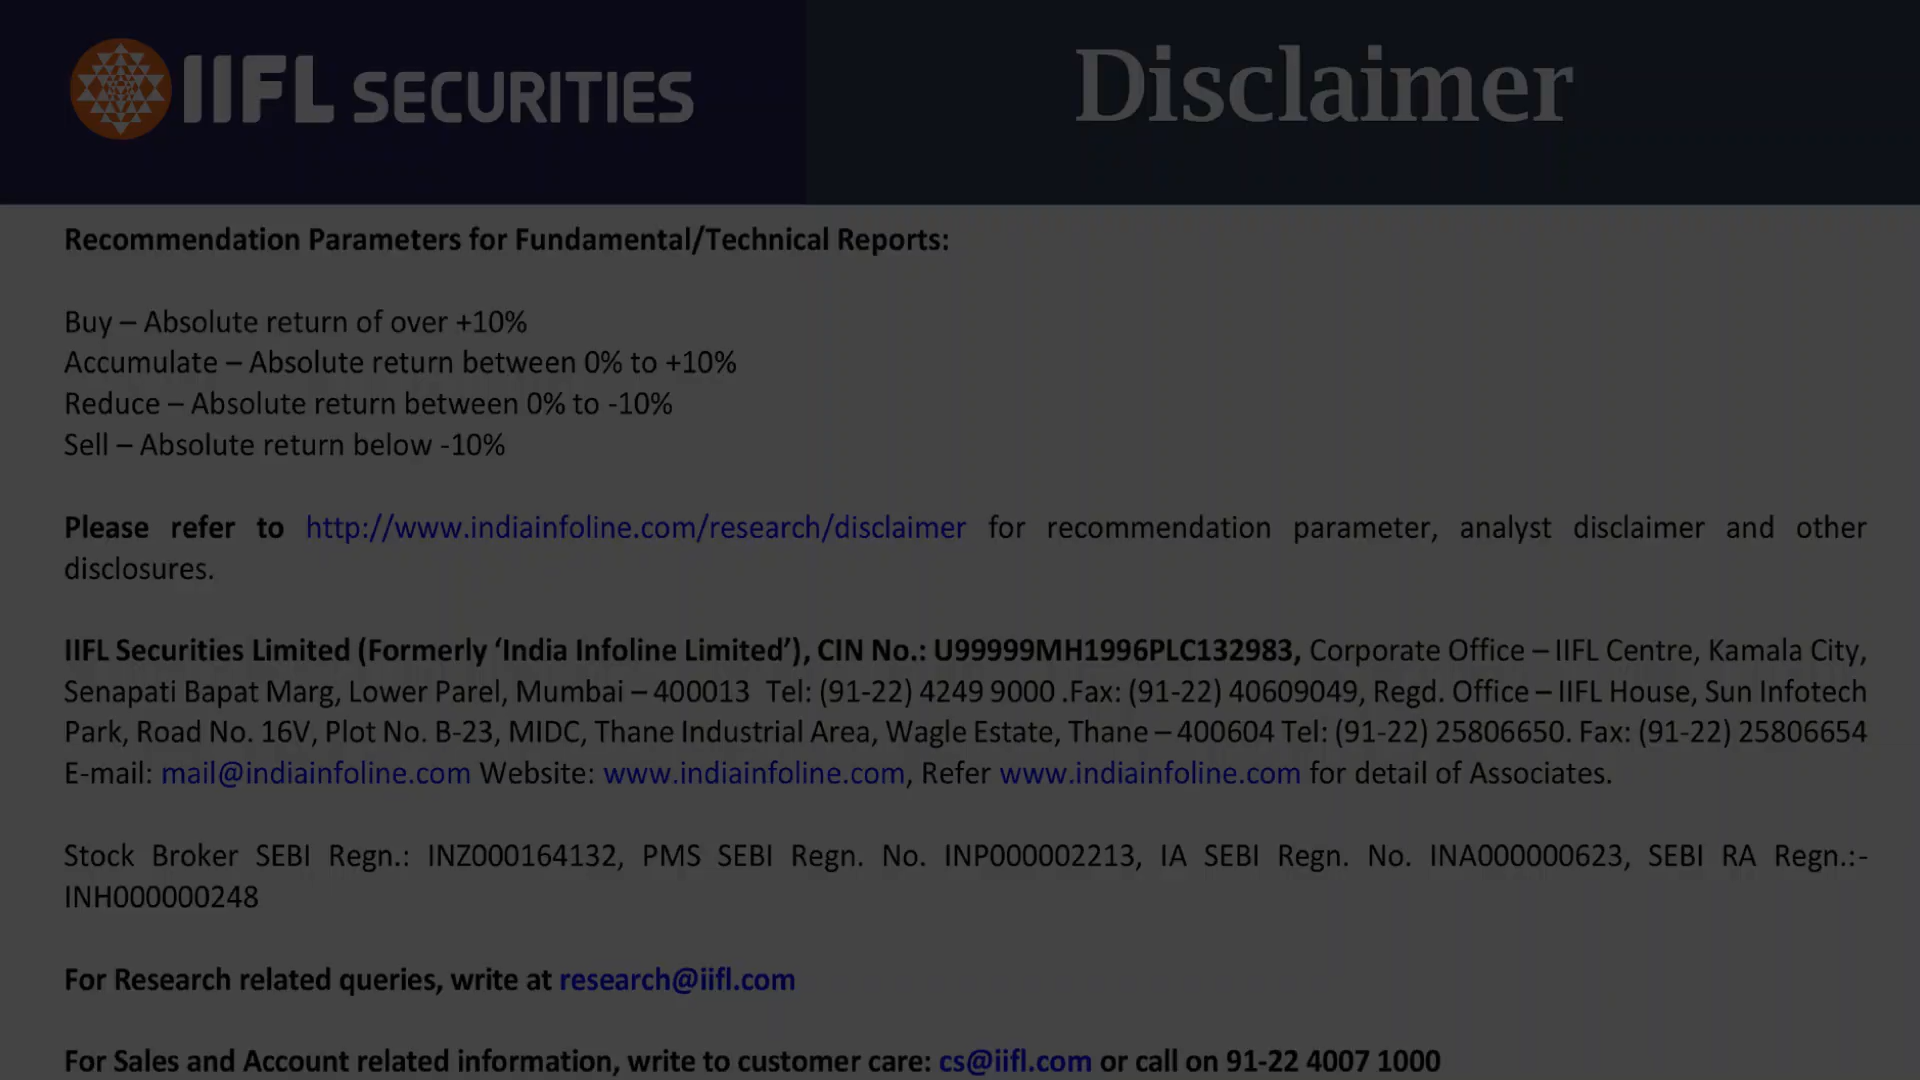 IIFL SECURITIES
Disclaimer
Recommendation Parameters for Fundamental/Technical Reports:
Buy – Absolute return of over +10%
Accumulate – Absolute return between 0% to +10%
Reduce – Absolute return between 0% to -10%
Sell – Absolute return below -10%
Please refer to http://www.indiainfoline.com/research/disclaimer for recommendation parameter, analyst disclaimer and other
disclosures.
IIFL Securities Limited (Formerly ‘India Infoline Limited’), CIN No.: U99999MH1996PLC132983, Corporate Office – IIFL Centre, Kamala City,
Senapati Bapat Marg, Lower Parel, Mumbai – 400013 Tel: (91-22) 4249 9000 .Fax: (91-22) 40609049, Regd. Office – IIFL House, Sun Infotech
Park, Road No. 16V, Plot No. B-23, MIDC, Thane Industrial Area, Wagle Estate, Thane – 400604 Tel: (91-22) 25806650. Fax: (91-22) 25806654
E-mail: mail@indiainfoline.com Website: www.indiainfoline.com, Refer www.indiainfoline.com for detail of Associates.
Stock Broker SEBI Regn.: INZ000164132, PMS SEBI Regn. No. INP000002213, IA SEBI Regn. No. INA000000623, SEBI RA Regn.:-
INH000000248
For Research related queries, write at research@iifl.com
For Sales and Account related information, write to customer care: cs@iifl.com or call on 91-22 4007 1000